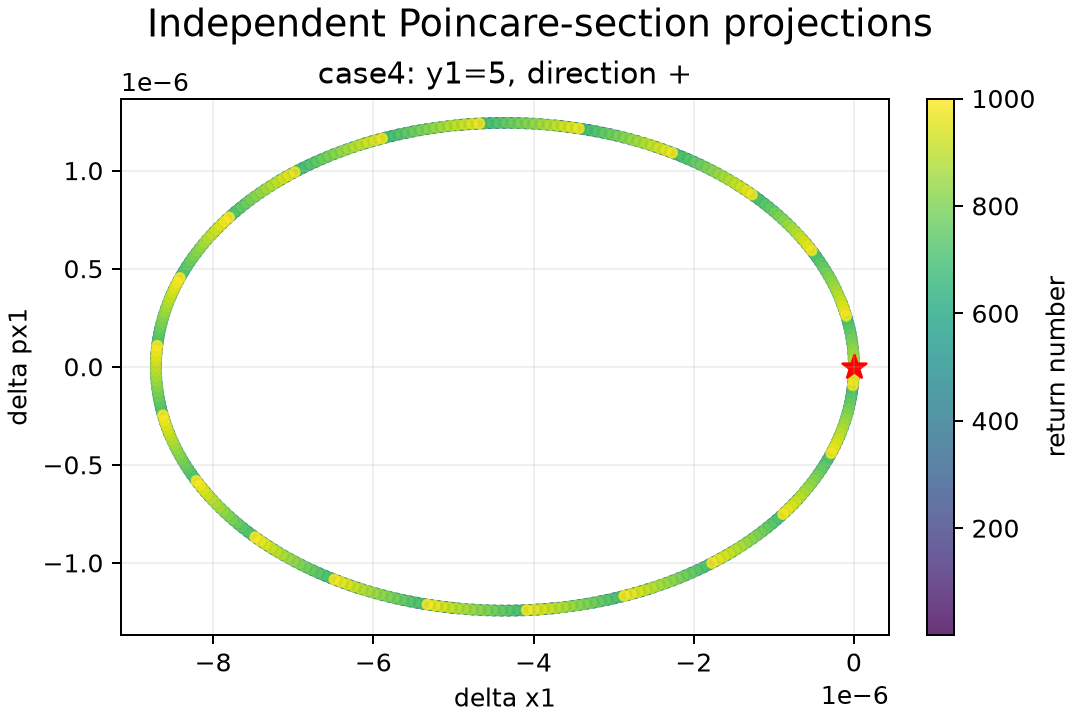 Independent Poincare-section projections
case4: y1=5, direction +
1e−6
1.0
0.5
0.0
−0.5
−1.0
delta px1
−8
−6
−4
−2
0
delta x1
1e−6
1000
800
600
400
200
return number